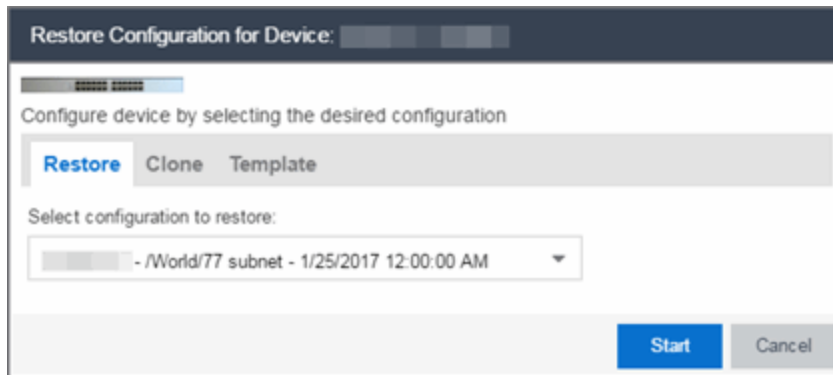 Restore Configuration for Device:
Configure device by selecting the desired configuration
Restore Clone Template
Select configuration to restore:
- /World/77 subnet - 1/25/2017 12:00:00 AM
Start Cancel